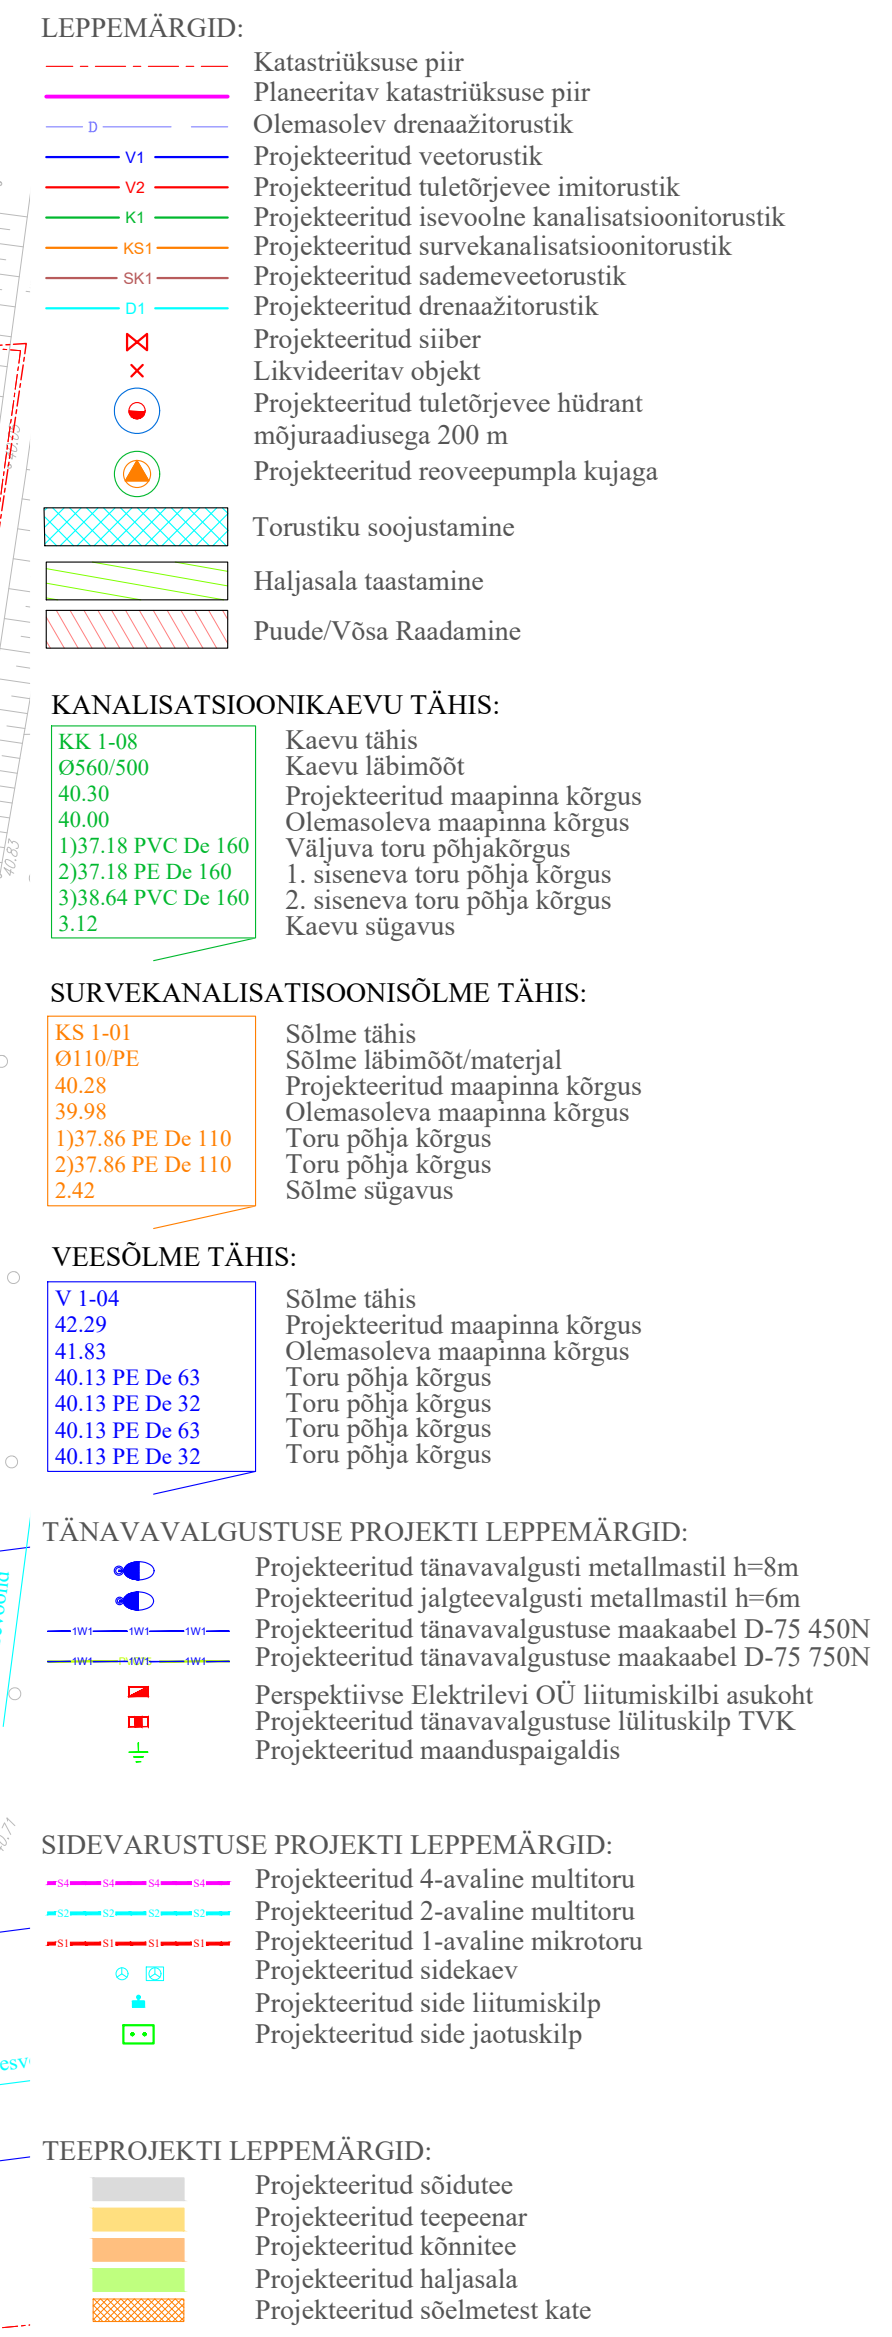 LEPPEMÄRGID:
Katastriüksuse piir
Planeeritav katastriüksuse piir
D Olemasolev drenaažitorustik
V1 Projekteeritud veetorustik
V2 Projekteeritud tuletõrjevee imitorustik
K1 Projekteeritud isevoolne kanalisatsioonitorustik
KS1 Projekteeritud survekanalisatsioonitorustik
SK1 Projekteeritud sademeveetorustik
D1 Projekteeritud drenaažitorustik
Projekteeritud siiber
Likvideeritav objekt
Projekteeritud tuletõrjevee hüdrant
mõjuraadiusega 200 m
Projekteeritud reoveepumpla kujaga
Torustiku soojustamine
Haljasala taastamine
Puude/Võsa Raadamine
KANALISATSIOONIKAEVU TÄHIS:
KK 1-08 Kaevu tähis
Ø560/500 Kaevu läbimõõt
40.30 Projekteeritud maapinna kõrgus
40.00 Olemasoleva maapinna kõrgus
1)37.18 PVC De 160 Väljuva toru põhjakõrgus
2)37.18 PE De 160 1. siseneva toru põhja kõrgus
3)38.64 PVC De 160 2. siseneva toru põhja kõrgus
3.12 Kaevu sügavus
40.83
SURVEKANALISATISOONISÕLME TÄHIS:
KS 1-01 Sõlme tähis
Ø110/PE Sõlme läbimõõt/materjal
40.28 Projekteeritud maapinna kõrgus
39.98 Olemasoleva maapinna kõrgus
1)37.86 PE De 110 Toru põhja kõrgus
2)37.86 PE De 110 Toru põhja kõrgus
2.42 Sõlme sügavus
VEESÕLME TÄHIS:
V 1-04 Sõlme tähis
42.29 Projekteeritud maapinna kõrgus
41.83 Olemasoleva maapinna kõrgus
40.13 PE De 63 Toru põhja kõrgus
40.13 PE De 32 Toru põhja kõrgus
40.13 PE De 63 Toru põhja kõrgus
40.13 PE De 32 Toru põhja kõrgus
TÄNAVAVALGUSTUSE PROJEKTI LEPPEMÄRGID:
Projekteeritud tänavavalgusti metallmastil h=8m
Projekteeritud jalgteevalgusti metallmastil h=6m
1W1 1W1 1W1 Projekteeritud tänavavalgustuse maakaabel D-75 450N
1W1 1W1 1W1 Projekteeritud tänavavalgustuse maakaabel D-75 750N
Perspektiivse Elektrilevi OÜ liitumiskilbi asukoht
Projekteeritud tänavavalgustuse lülituskilp TVK
Projekteeritud maanduspaigaldis
SIDEVARUSTUSE PROJEKTI LEPPEMÄRGID:
S4 S4 S4 S4 Projekteeritud 4-avaline multitoru
S2 S2 S2 S2 Projekteeritud 2-avaline multitoru
S1 S1 S1 S1 Projekteeritud 1-avaline mikrotoru
Projekteeritud sidekaev
Projekteeritud side liitumiskilp
Projekteeritud side jaotuskilp
TEEPROJEKTI LEPPEMÄRGID:
Projekteeritud sõidutee
Projekteeritud teepeenar
Projekteeritud kõnnitee
Projekteeritud haljasala
Projekteeritud sõelmetest kate